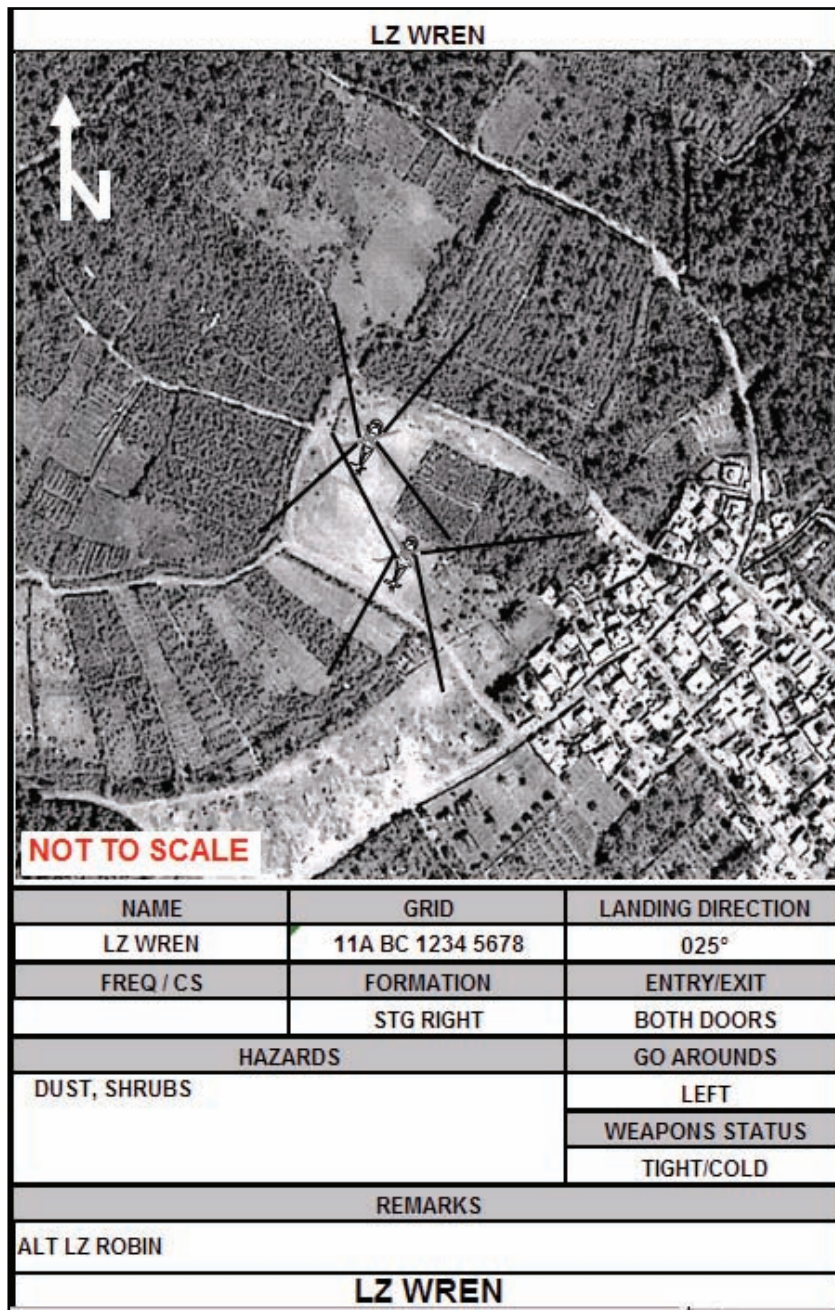 LZ WREN
N
NOT TO SCALE
NAME GRID LANDING DIRECTION
LZ WREN 11A BC 1234 5678 025°
FREQ / CS FORMATION ENTRY/EXIT
STG RIGHT BOTH DOORS
HAZARDS GO AROUNDS
DUST, SHRUBS LEFT
WEAPONS STATUS
TIGHT/COLD
REMARKS
ALT LZ ROBIN
LZ WREN